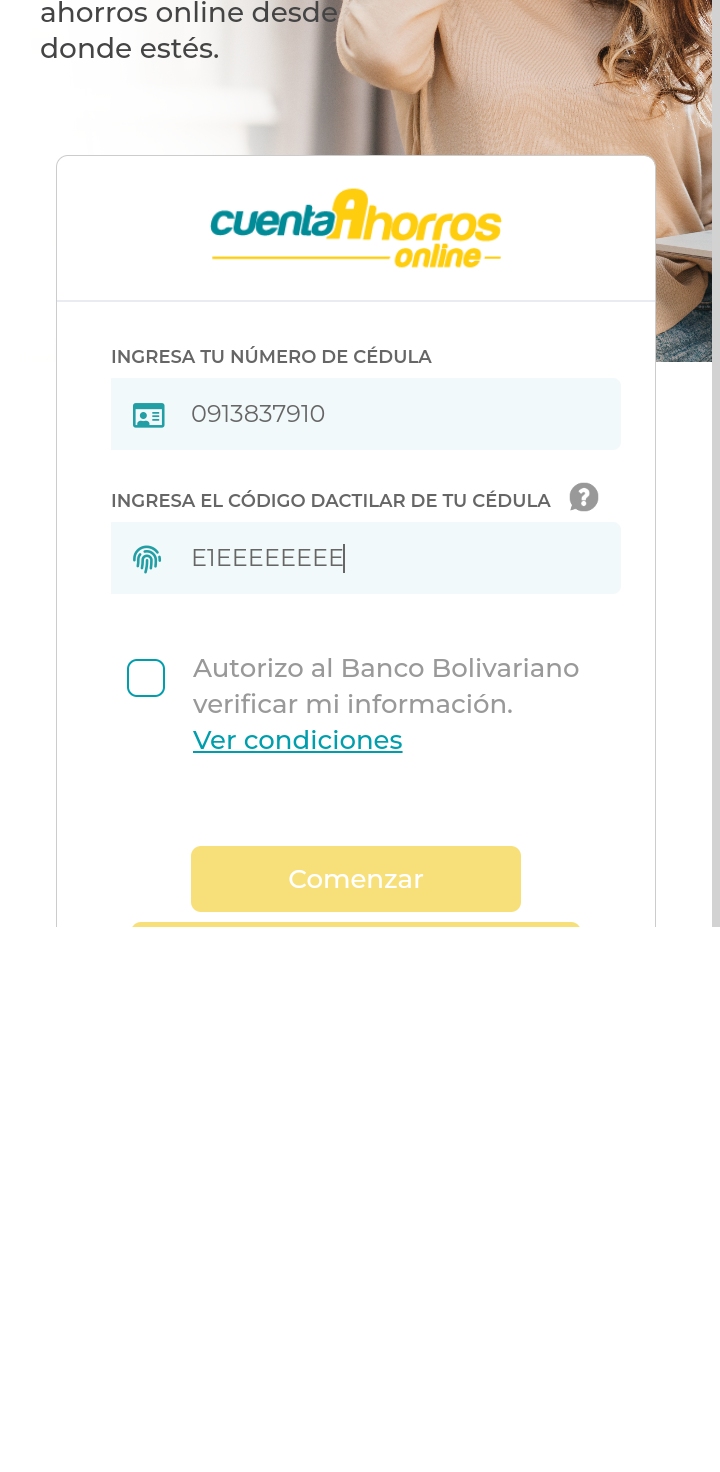 ahorros online desde
donde estés.
cuentaAhorros
online
INGRESA TU NÚMERO DE CÉDULA
0913837910
INGRESA EL CÓDIGO DACTILAR DE TU CÉDULA ?
E1EEEEEEEE
Autorizo al Banco Bolivariano
verificar mi información.
Ver condiciones
Comenzar